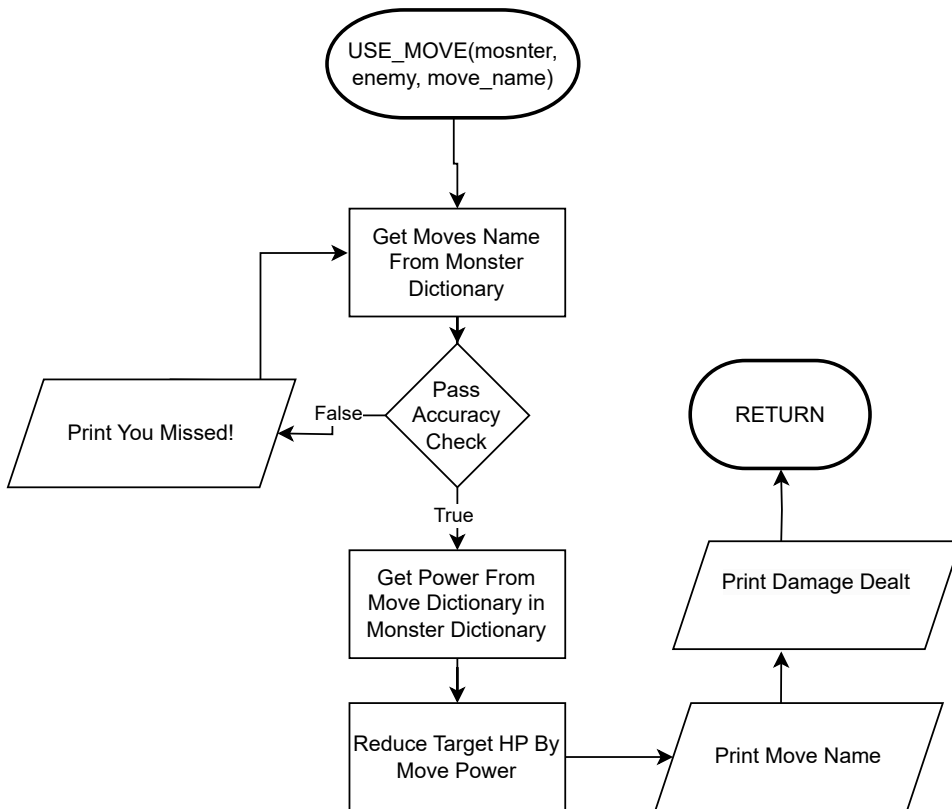 USE_MOVE(mosnter,
enemy, move_name)
Get Moves Name
From Monster
Dictionary
Pass
Accuracy
Check
False
Print You Missed!
True
Get Power From
Move Dictionary in
Monster Dictionary
Reduce Target HP By
Move Power
Print Move Name
Print Damage Dealt
RETURN